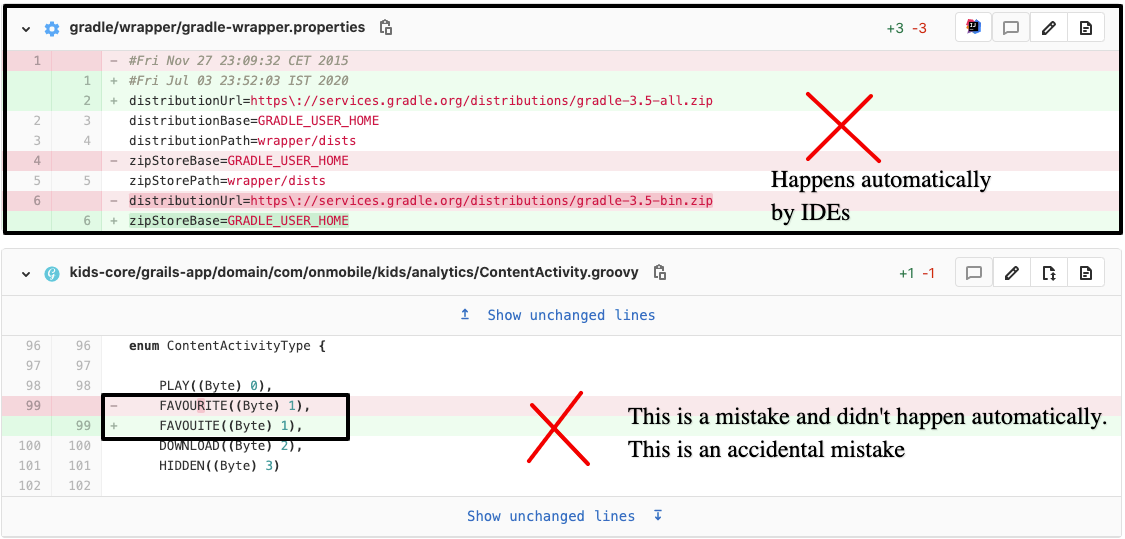 gradle/wrapper/gradle-wrapper.properties +3 -3
1 - #Fri Nov 27 23:09:32 CET 2015
1 + #Fri Jul 03 23:52:03 IST 2020
2 + distributionUrl=https\://services.gradle.org/distributions/gradle-3.5-all.zip
2 3 distributionBase=GRADLE_USER_HOME
3 4 distributionPath=wrapper/dists
4 - zipStoreBase=GRADLE_USER_HOME
5 5 zipStorePath=wrapper/dists
6 - distributionUrl=https\://services.gradle.org/distributions/gradle-3.5-bin.zip
6 + zipStoreBase=GRADLE_USER_HOME
Happens automatically
by IDEs
kids-core/grails-app/domain/com/onmobile/kids/analytics/ContentActivity.groovy +1 -1
Show unchanged lines
96 96 enum ContentActivityType {
97 97
98 98 PLAY((Byte) 0),
99 - FAVOURITE((Byte) 1),
99 + FAVOUITE((Byte) 1),
100 100 DOWNLOAD((Byte) 2),
101 101 HIDDEN((Byte) 3)
102 102
This is a mistake and didn't happen automatically.
This is an accidental mistake
Show unchanged lines